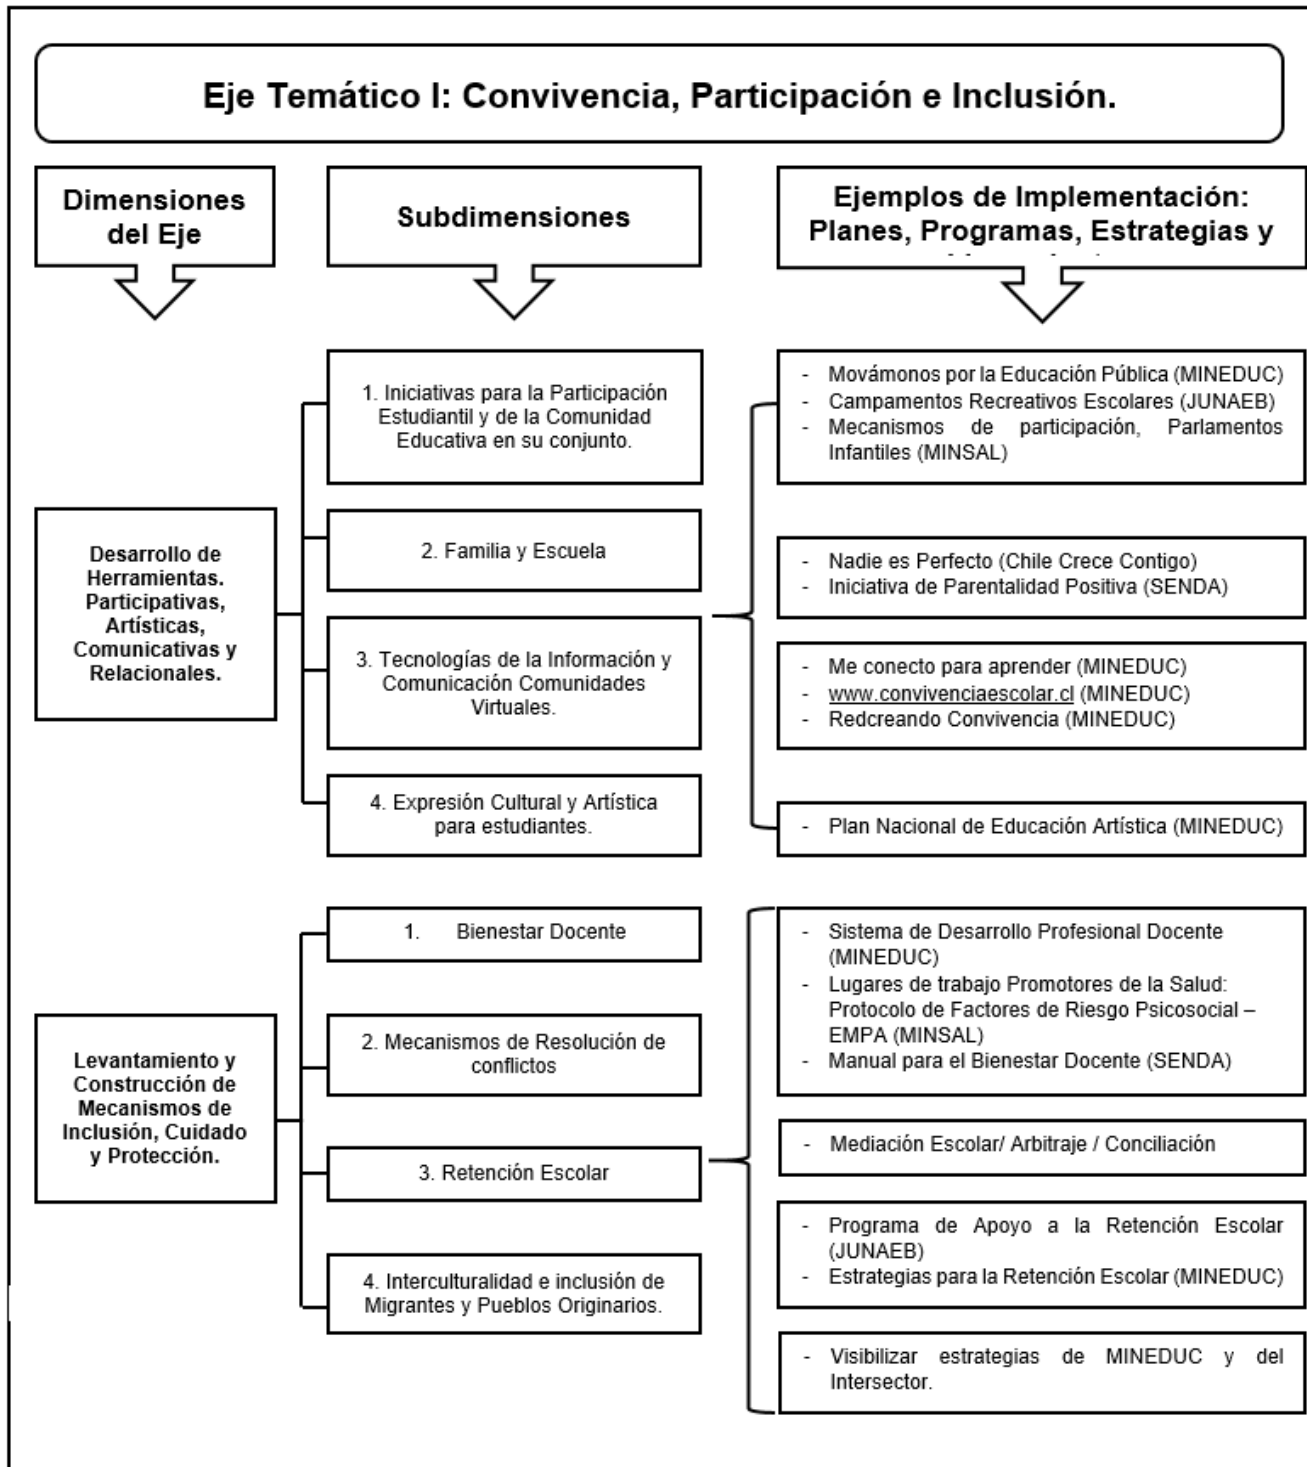 Eje Temático I: Convivencia, Participación e Inclusión.
Dimensiones
del Eje
Subdimensiones
Ejemplos de Implementación:
Planes, Programas, Estrategias y
Desarrollo de
Herramientas.
Participativas,
Artísticas,
Comunicativas y
Relacionales.
1. Iniciativas para la Participación
Estudiantil y de la Comunidad
Educativa en su conjunto.
2. Familia y Escuela
3. Tecnologías de la Información y
Comunicación Comunidades
Virtuales.
4. Expresión Cultural y Artística
para estudiantes.
- Movámonos por la Educación Pública (MINEDUC)
- Campamentos Recreativos Escolares (JUNAEB)
- Mecanismos de participación, Parlamentos
Infantiles (MINSAL)
- Nadie es Perfecto (Chile Crece Contigo)
- Iniciativa de Parentalidad Positiva (SENDA)
- Me conecto para aprender (MINEDUC)
- www.convivenciaescolar.cl (MINEDUC)
- Redcreando Convivencia (MINEDUC)
- Plan Nacional de Educación Artística (MINEDUC)
Levantamiento y
Construcción de
Mecanismos de
Inclusión, Cuidado
y Protección.
1. Bienestar Docente
2. Mecanismos de Resolución de
conflictos
3. Retención Escolar
4. Interculturalidad e inclusión de
Migrantes y Pueblos Originarios.
- Sistema de Desarrollo Profesional Docente
(MINEDUC)
- Lugares de trabajo Promotores de la Salud:
Protocolo de Factores de Riesgo Psicosocial –
EMPA (MINSAL)
- Manual para el Bienestar Docente (SENDA)
- Mediación Escolar/ Arbitraje / Conciliación
- Programa de Apoyo a la Retención Escolar
(JUNAEB)
- Estrategias para la Retención Escolar (MINEDUC)
- Visibilizar estrategias de MINEDUC y del
Intersector.